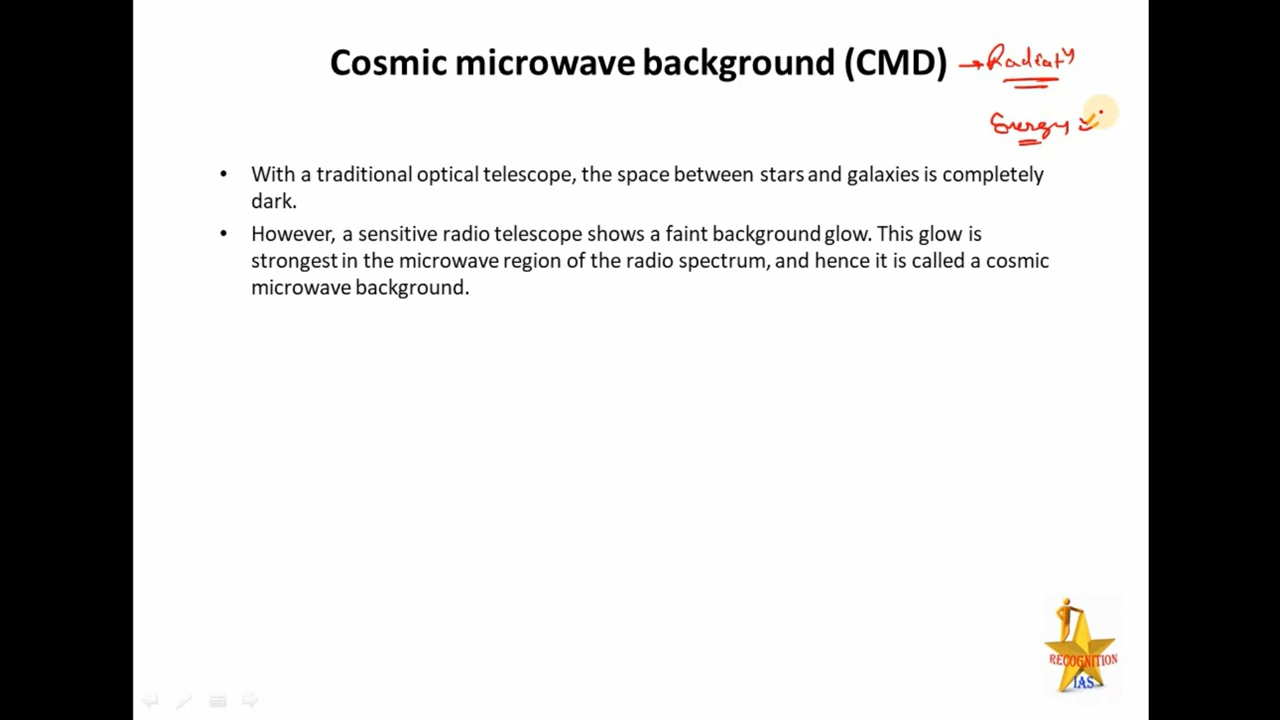 Cosmic microwave background (CMD) → Radiaty
Energy
• With a traditional optical telescope, the space between stars and galaxies is completely
dark.
• However, a sensitive radio telescope shows a faint background glow. This glow is
strongest in the microwave region of the radio spectrum, and hence it is called a cosmic
microwave background.
RECOGNITION
IAS